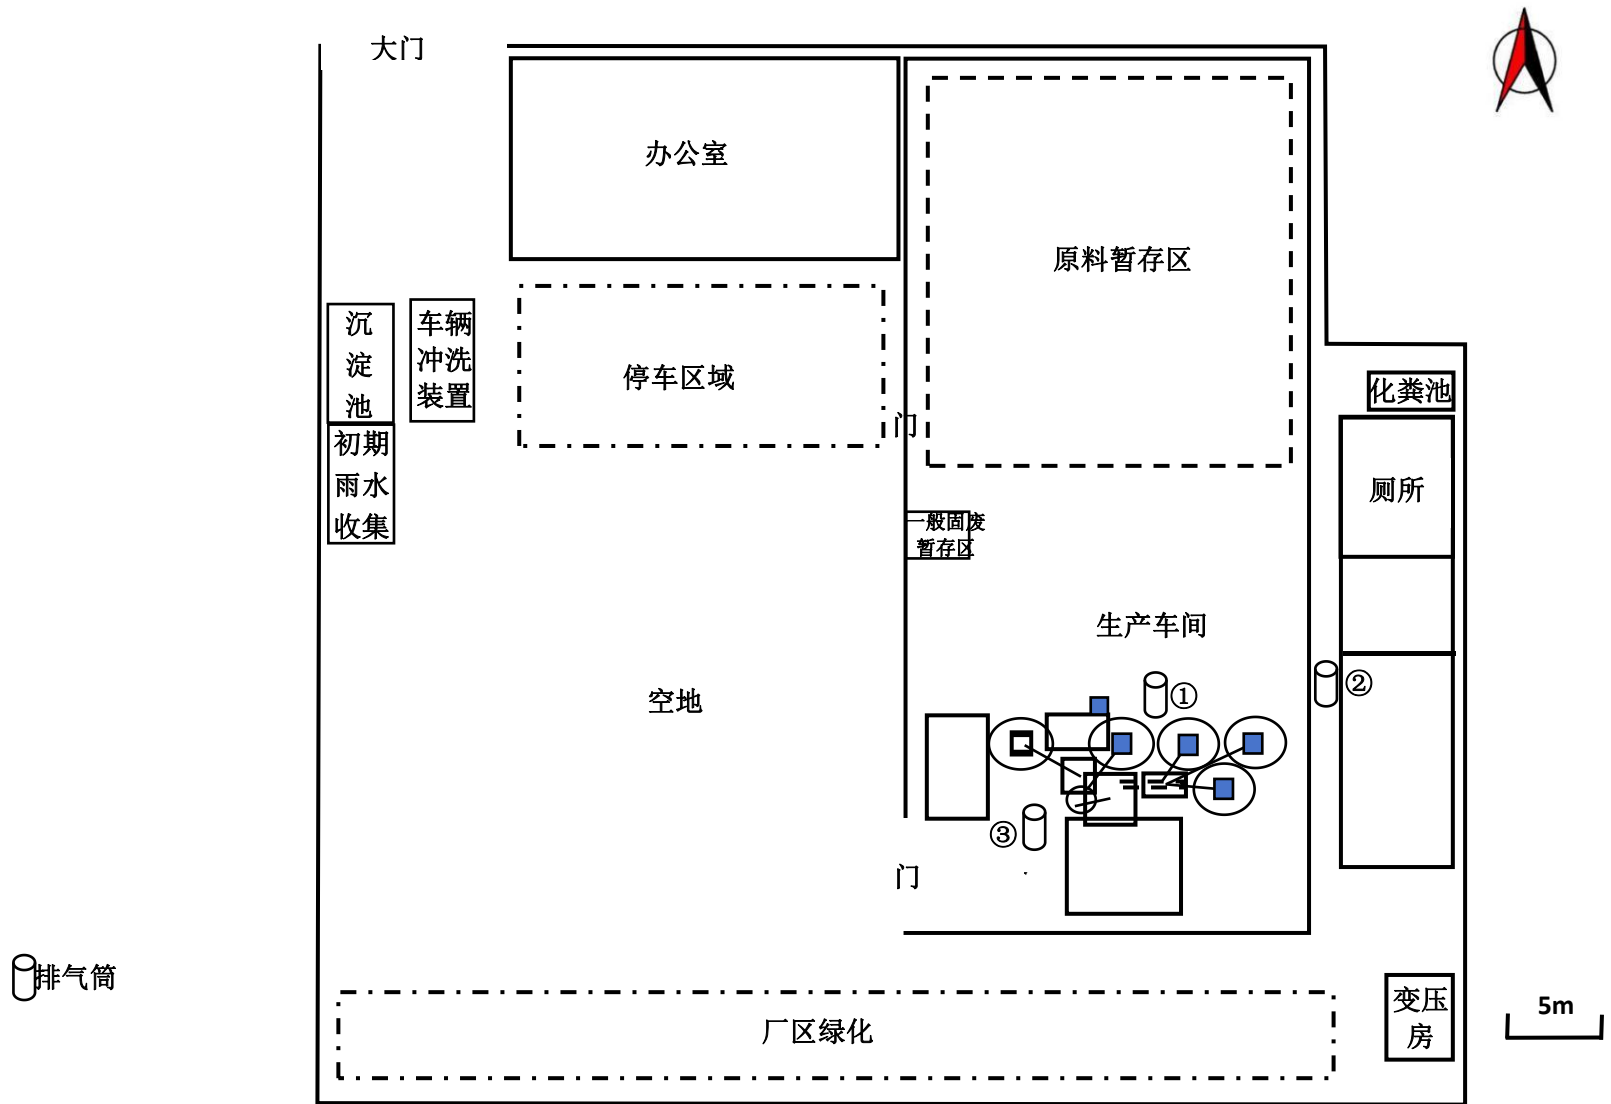 大门
办公室
原料暂存区
沉
淀
池
车辆
冲洗
装置
停车区域
化粪池
门
初期
雨水
收集
厕所
一般固废
暂存区
生产车间
空地
①
②
③
门
排气筒
厂区绿化
变压
房
5m